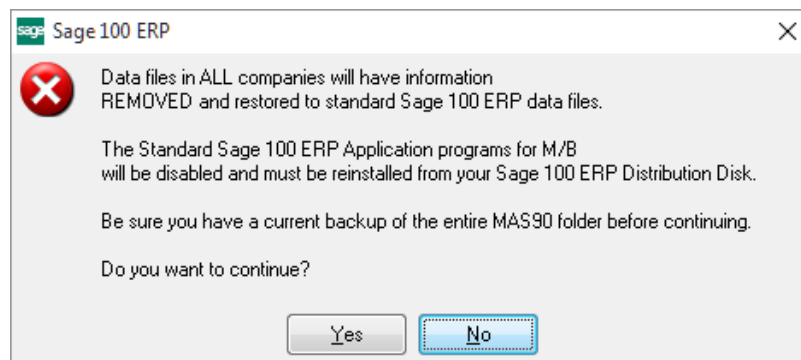 sage Sage 100 ERP
Data files in ALL companies will have information
REMOVED and restored to standard Sage 100 ERP data files.
The Standard Sage 100 ERP Application programs for M/B
will be disabled and must be reinstalled from your Sage 100 ERP Distribution Disk.
Be sure you have a current backup of the entire MAS90 folder before continuing.
Do you want to continue?
Yes No